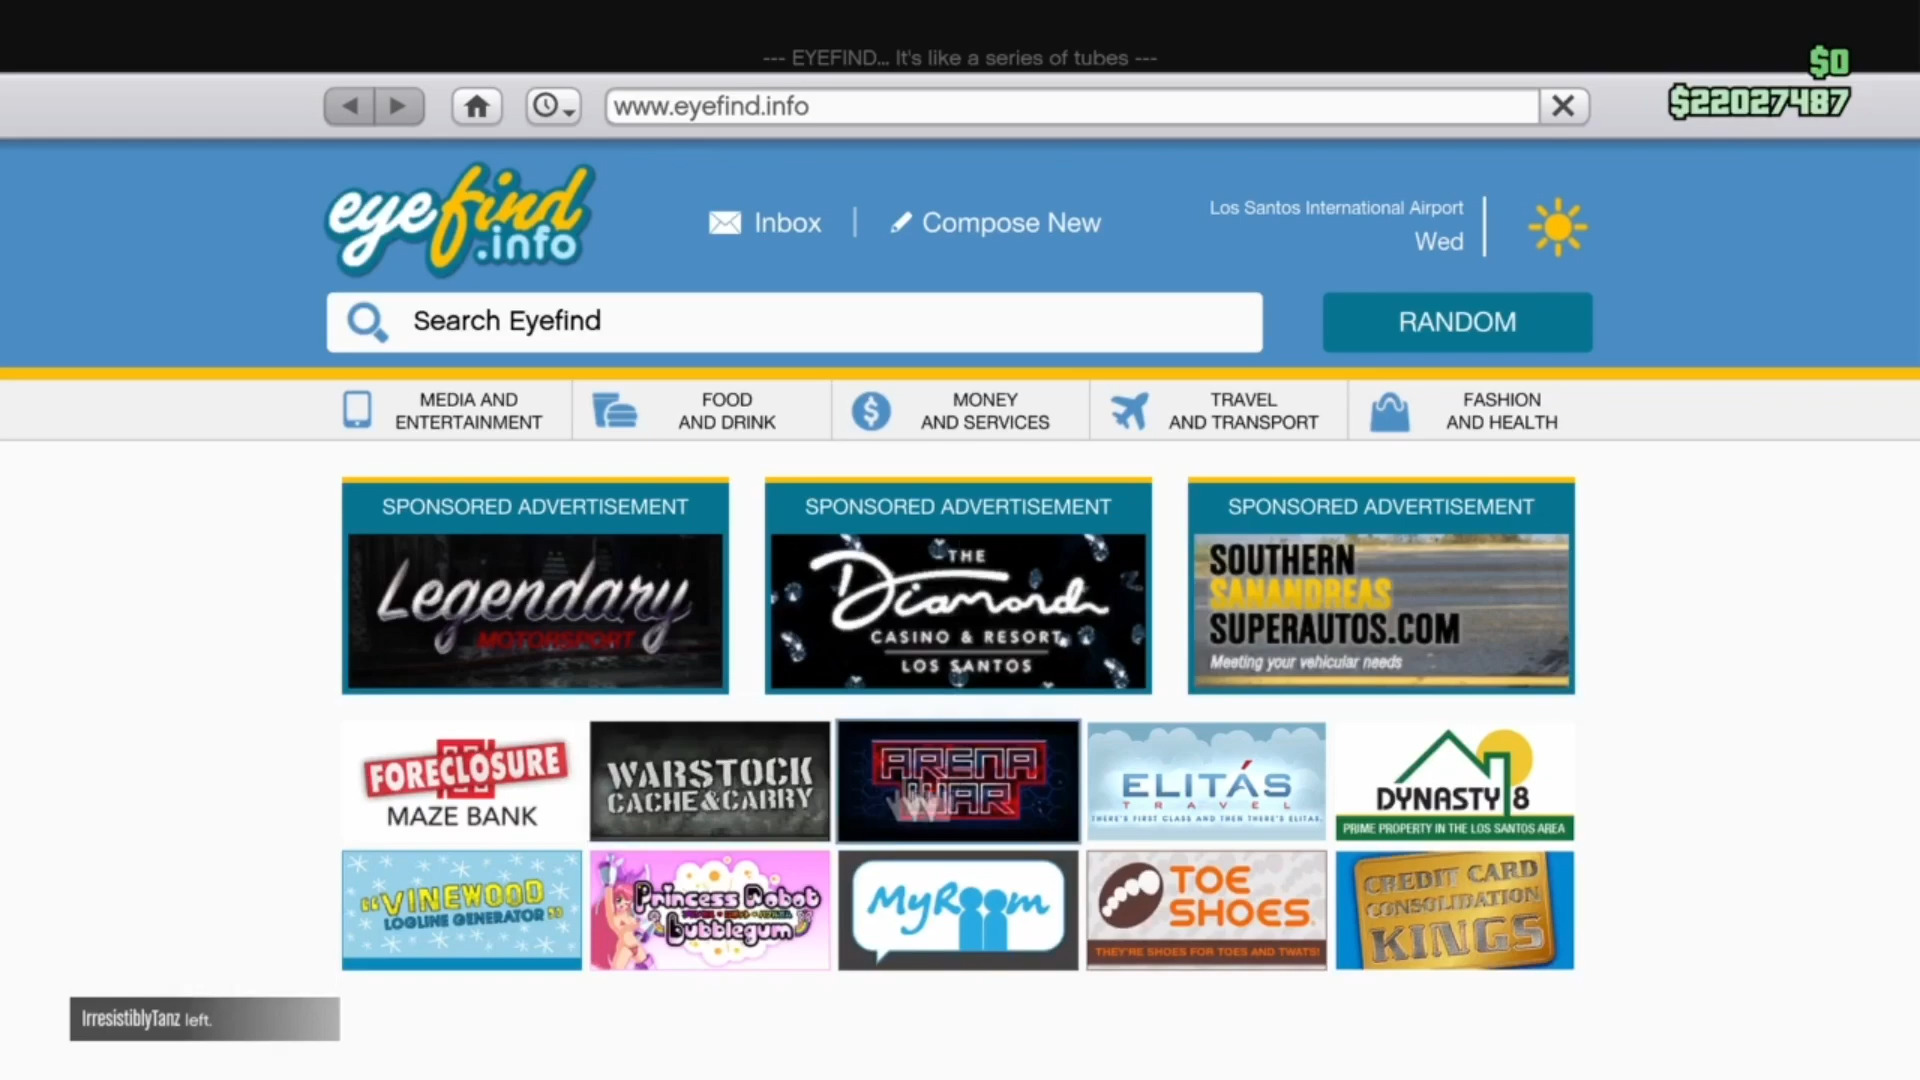 --- EYEFIND... It's like a series of tubes ---
$0
$22027487
www.eyefind.info
eyefind
.info
Inbox
Compose New
Los Santos International Airport
Wed
Search Eyefind
RANDOM
MEDIA AND
ENTERTAINMENT
FOOD
AND DRINK
MONEY
AND SERVICES
TRAVEL
AND TRANSPORT
FASHION
AND HEALTH
SPONSORED ADVERTISEMENT
Legendary
MOTORSPORT
SPONSORED ADVERTISEMENT
THE
Diamond
CASINO & RESORT
LOS SANTOS
SPONSORED ADVERTISEMENT
SOUTHERN
SANANDREAS
SUPERAUTOS.COM
Meeting your vehicular needs
FORECLOSURE
MAZE BANK
WARSTOCK
CACHE&CARRY
ARENA
WAR
ELITÁS
TRAVEL
THERE'S FIRST CLASS AND THEN THERE'S ELITAS.
DYNASTY 8
PRIME PROPERTY IN THE LOS SANTOS AREA
"VINEWOOD
LOGLINE GENERATOR"
Princess Robot
Bubblegum
MyRoom
TOE
SHOES
THEY'RE SHOES FOR TOES AND TWATS!
CREDIT CARD
CONSOLIDATION
KINGS
IrresistiblyTanz left.